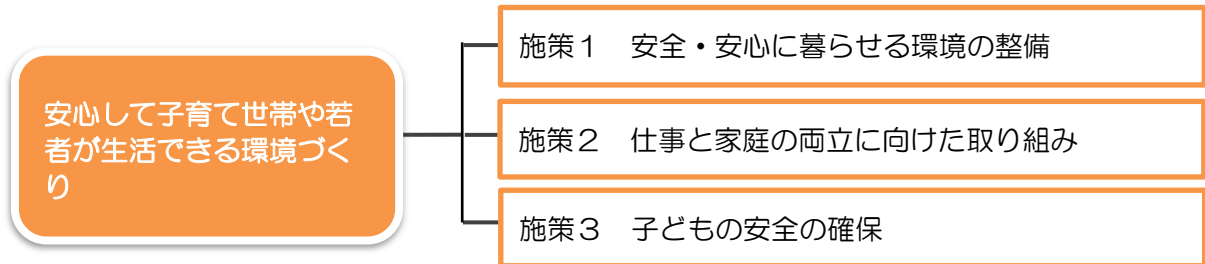 安心して子育て世帯や若
者が生活できる環境づく
り
施策１　安全・安心に暮らせる環境の整備
施策２　仕事と家庭の両立に向けた取り組み
施策３　子どもの安全の確保